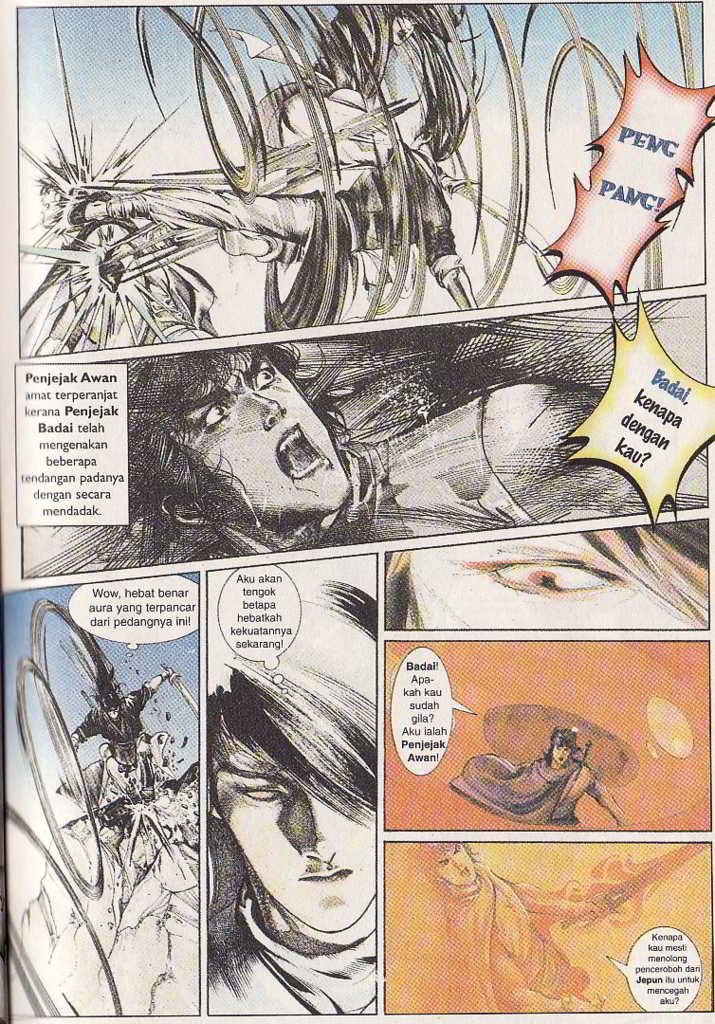 PENG
PANG!
Penjejak Awan
amat terperanjat
kerana Penjejak
Badai telah
mengenakan
beberapa
tendangan padanya
dengan secara
mendadak.
Badai,
kenapa
dengan
kau?
Wow, hebat benar
aura yang terpancar
dari pedangnya ini!
Aku akan
tengok
betapa
hebatkah
kekuatannya
sekarang!
Badai!
Apa-
kah kau
sudah
gila?
Aku ialah
Penjejak
Awan!
Kenapa
kau mesti
menolong
penceroboh dari
Jepun itu untuk
mencegah
aku?